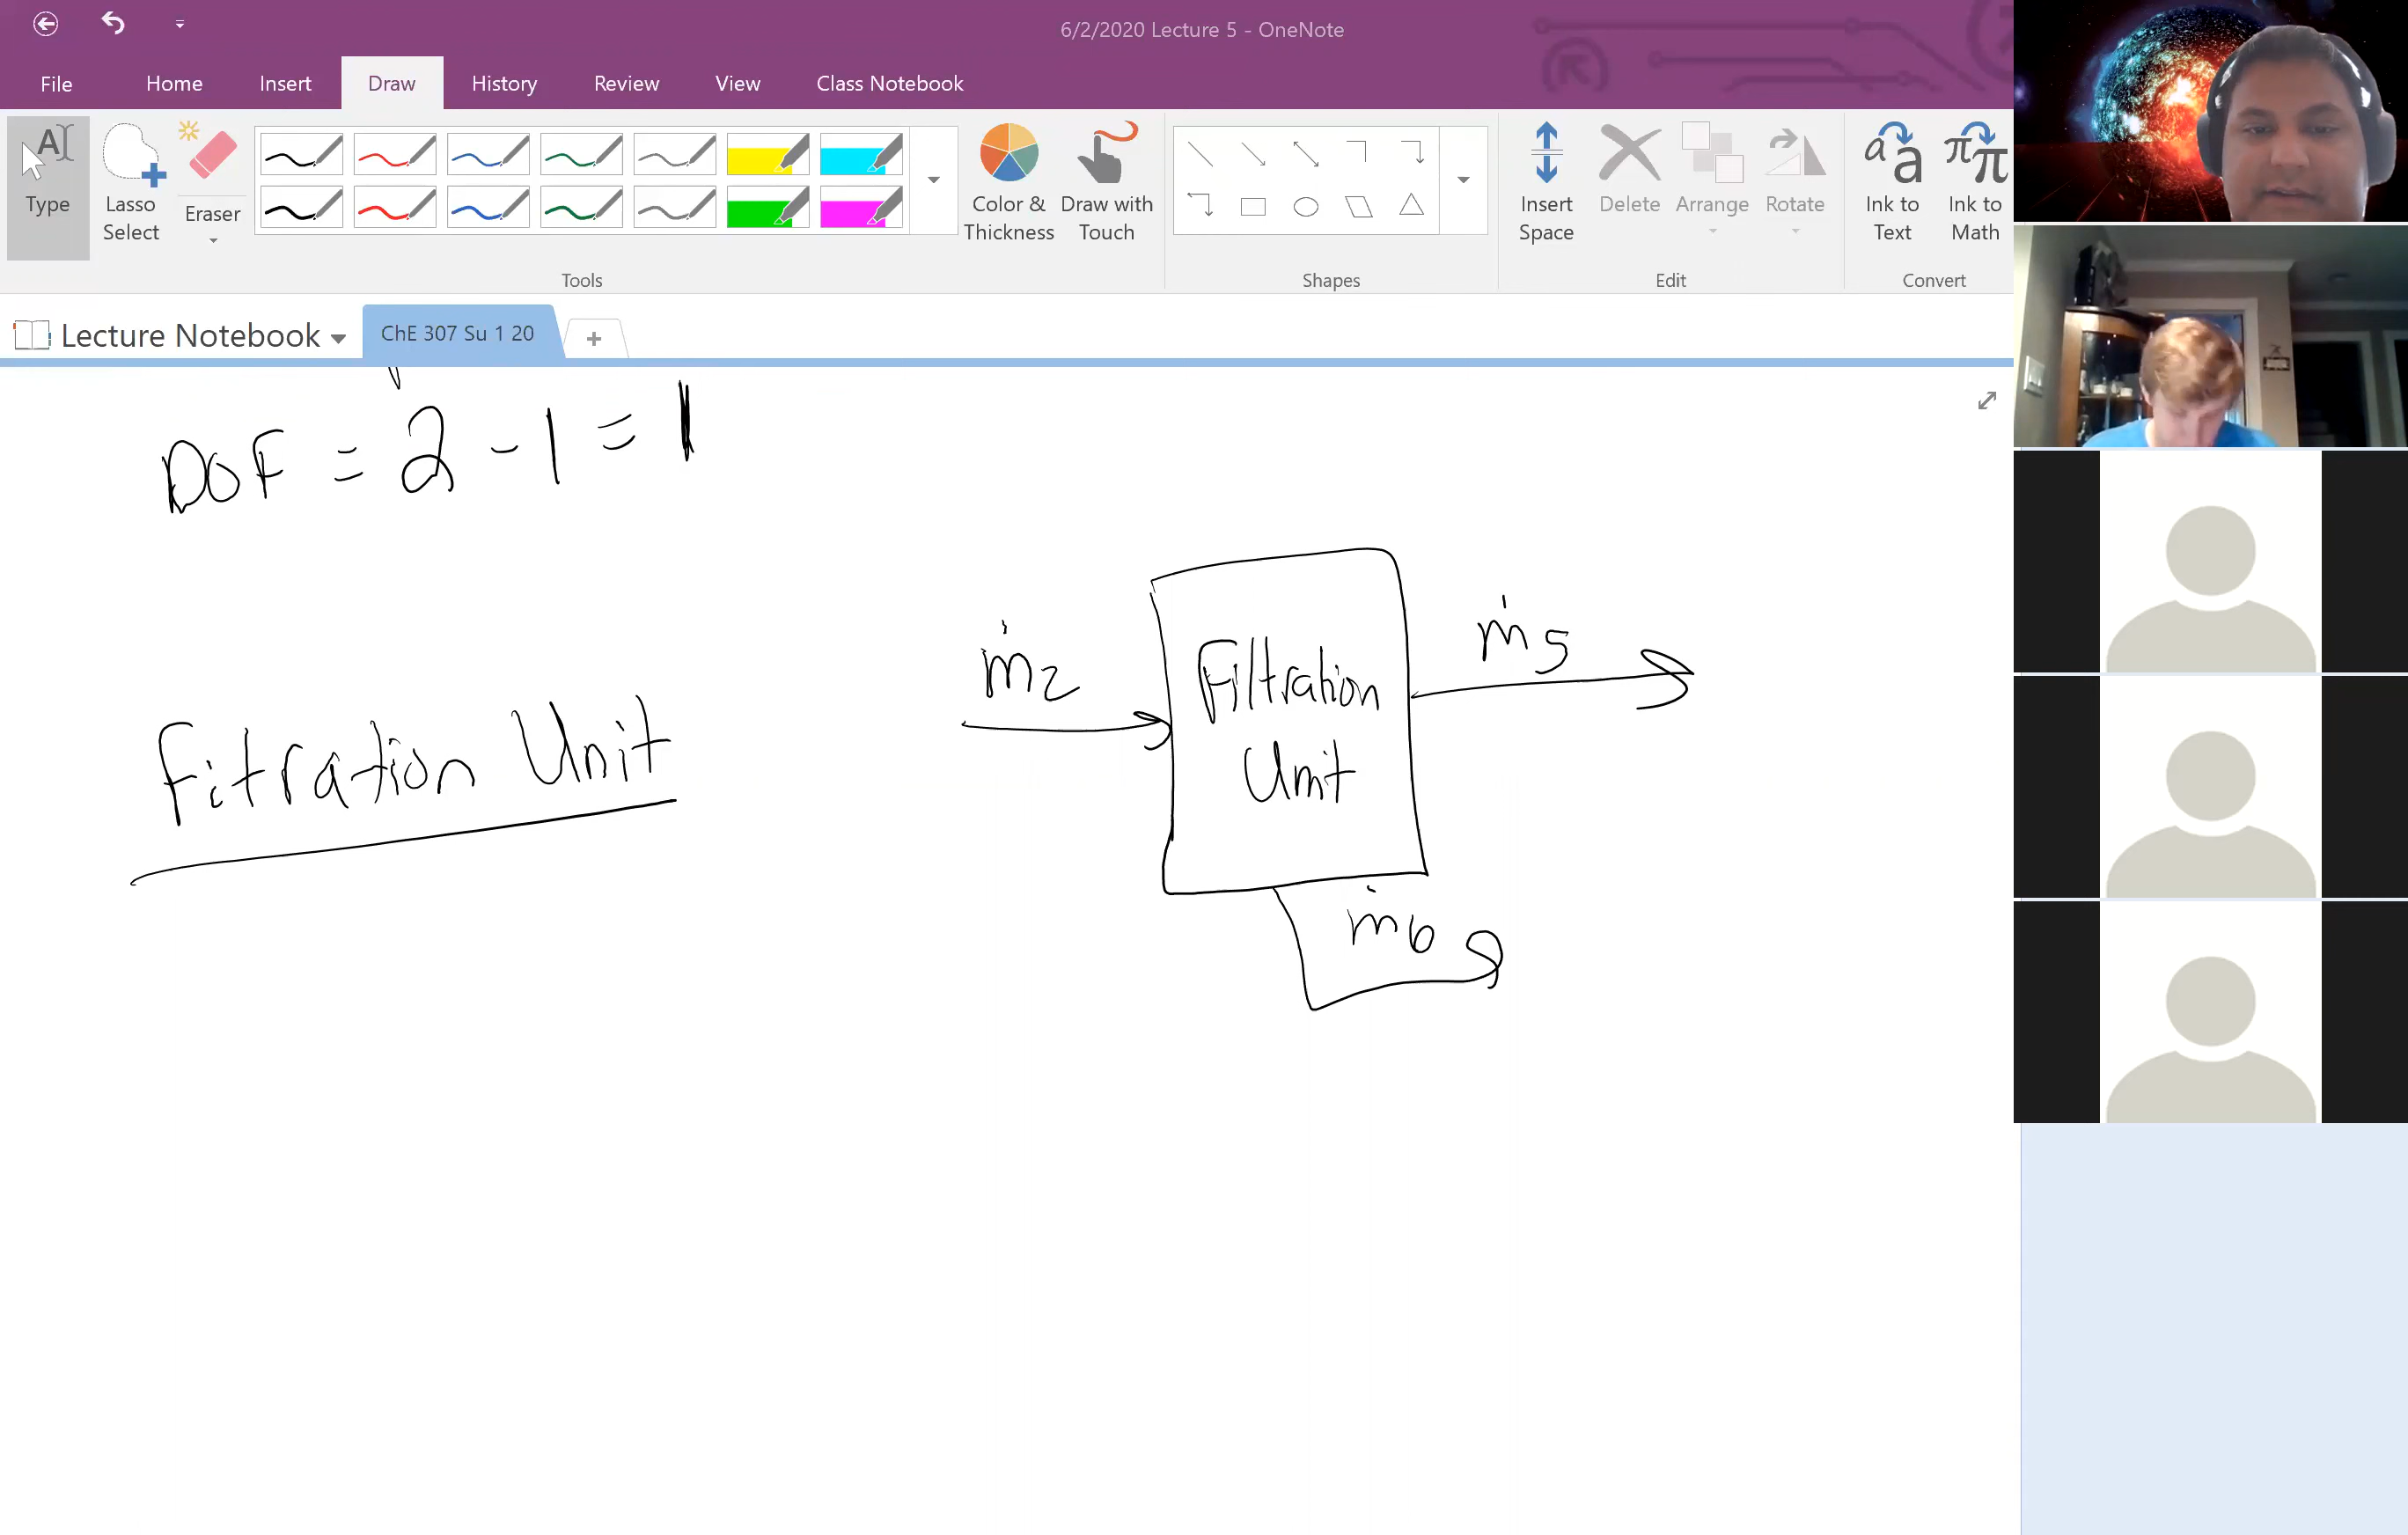 6/2/2020 Lecture 5 - OneNote
File Home Insert Draw History Review View Class Notebook
Type
Lasso Select
Eraser
Color & Thickness
Draw with Touch
Insert Space
Delete
Arrange
Rotate
Ink to Text
Ink to Math
Tools
Shapes
Edit
Convert
Lecture Notebook
ChE 307 Su 1 20
DOF = 2 - 1 = 1
Fitration Unit
ṁ2
Filtration
Unit
ṁ5
ṁ6